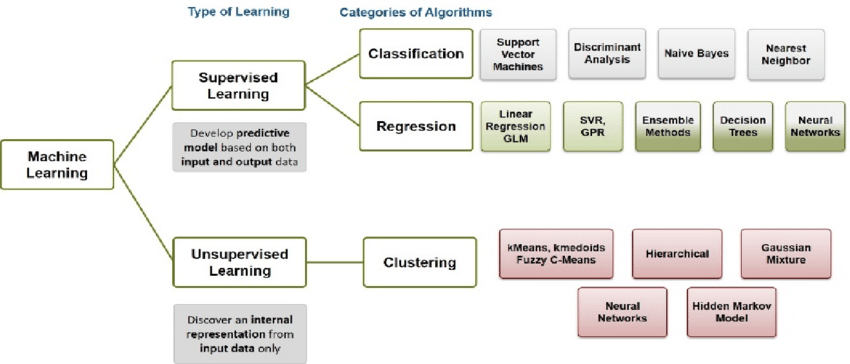 Type of Learning
Categories of Algorithms
Machine
Learning
Supervised
Learning
Develop predictive
model based on both
input and output data
Classification
Support
Vector
Machines
Discriminant
Analysis
Naive Bayes
Nearest
Neighbor
Regression
Linear
Regression
GLM
SVR,
GPR
Ensemble
Methods
Decision
Trees
Neural
Networks
Unsupervised
Learning
Discover an internal
representation from
input data only
Clustering
kMeans, kmedoids
Fuzzy C-Means
Hierarchical
Gaussian
Mixture
Neural
Networks
Hidden Markov
Model